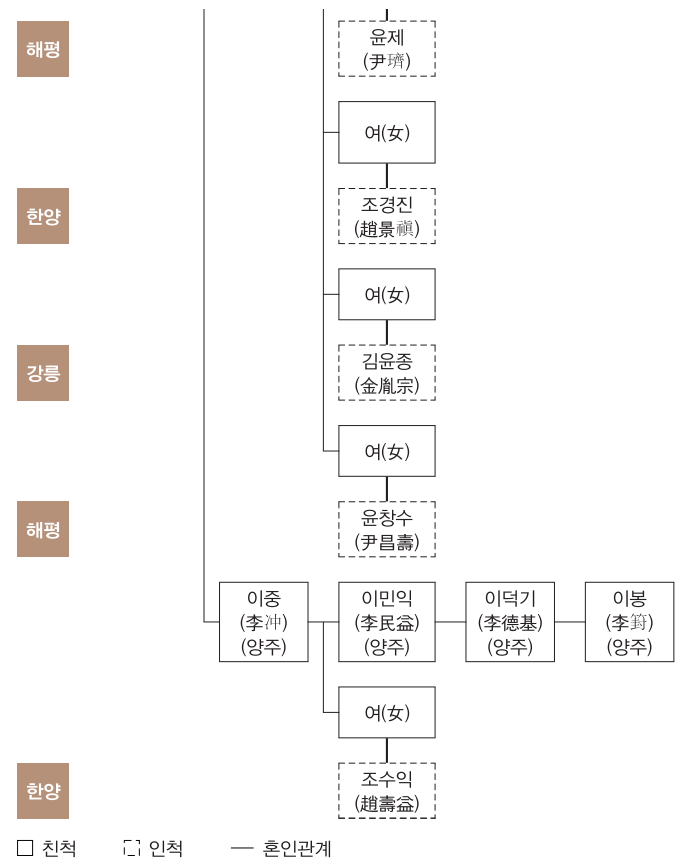 해평
윤제
(尹璾)
여(女)
한양
조경진
(趙景禛)
여(女)
강릉
김윤종
(金胤宗)
여(女)
해평
윤창수
(尹昌壽)
이중
(李冲)
(양주)
이민익
(李民益)
(양주)
이덕기
(李德基)
(양주)
이봉
(李䈻)
(양주)
여(女)
한양
조수익
(趙壽益)
친척
인척
혼인관계